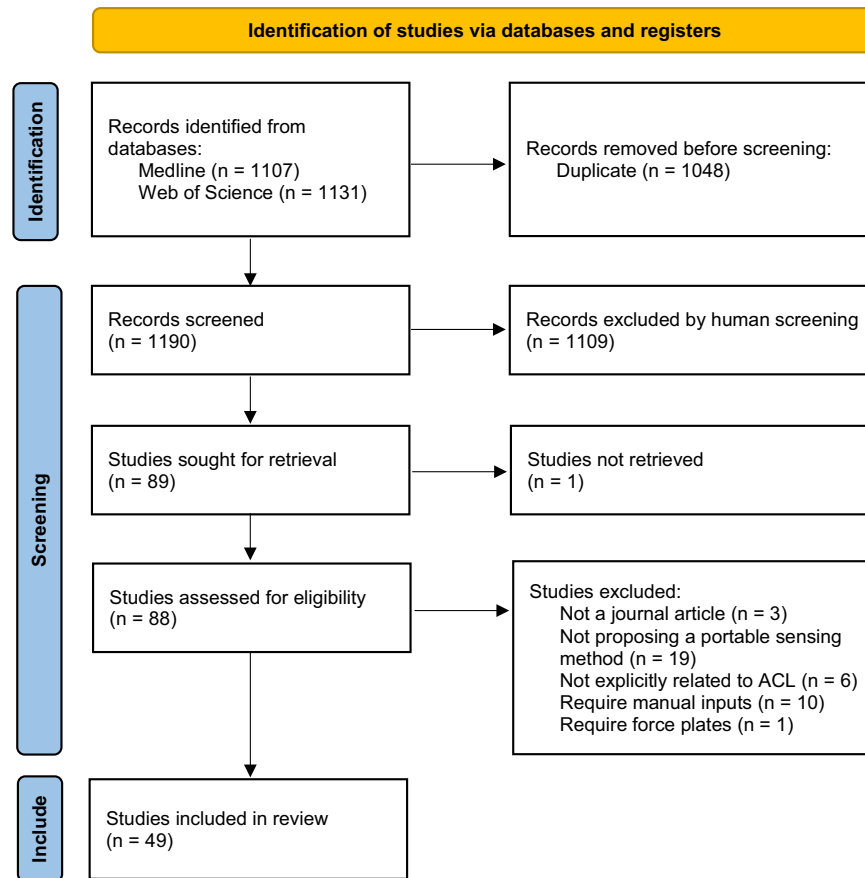 Identification of studies via databases and registers
Identification
Records identified from
databases:
Medline (n = 1107)
Web of Science (n = 1131)
Records removed before screening:
Duplicate (n = 1048)
Screening
Records screened
(n = 1190)
Records excluded by human screening
(n = 1109)
Studies sought for retrieval
(n = 89)
Studies not retrieved
(n = 1)
Studies assessed for eligibility
(n = 88)
Studies excluded:
Not a journal article (n = 3)
Not proposing a portable sensing
method (n = 19)
Not explicitly related to ACL (n = 6)
Require manual inputs (n = 10)
Require force plates (n = 1)
Include
Studies included in review
(n = 49)